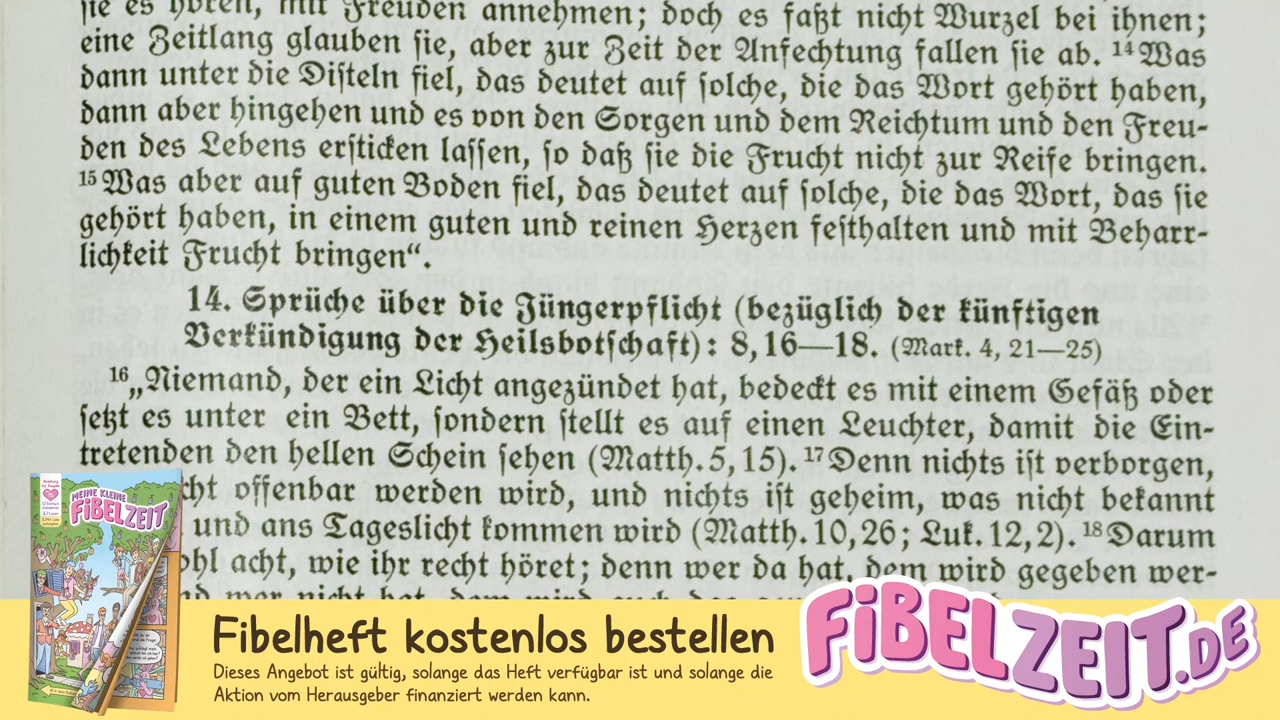 sie es hören, mit Freuden annehmen; doch es faßt nicht Wurzel bei ihnen;
eine Zeitlang glauben sie, aber zur Zeit der Anfechtung fallen sie ab. ¹⁴Was
dann unter die Disteln fiel, das deutet auf solche, die das Wort gehört haben,
dann aber hingehen und es von den Sorgen und dem Reichtum und den Freu-
den des Lebens ersticken lassen, so daß sie die Frucht nicht zur Reife bringen.
¹⁵Was aber auf guten Boden fiel, das deutet auf solche, die das Wort, das sie
gehört haben, in einem guten und reinen Herzen festhalten und mit Beharr-
lichkeit Frucht bringen“.
14. Sprüche über die Jüngerpflicht (bezüglich der künftigen
Verkündigung der Heilsbotschaft): 8,16—18. (Mark. 4, 21—25)
¹⁶„Niemand, der ein Licht angezündet hat, bedeckt es mit einem Gefäß oder
setzt es unter ein Bett, sondern stellt es auf einen Leuchter, damit die Ein-
tretenden den hellen Schein sehen (Matth. 5, 15). ¹⁷Denn nichts ist verborgen,
cht offenbar werden wird, und nichts ist geheim, was nicht bekannt
und ans Tageslicht kommen wird (Matth. 10, 26; Luk. 12, 2). ¹⁸Darum
ohl acht, wie ihr recht höret; denn wer da hat, dem wird gegeben wer-
MEINE KLEINE
FiBELZEiT
Fibelheft kostenlos bestellen
Dieses Angebot ist gültig, solange das Heft verfügbar ist und solange die
Aktion vom Herausgeber finanziert werden kann.
FiBELZEiT.DE